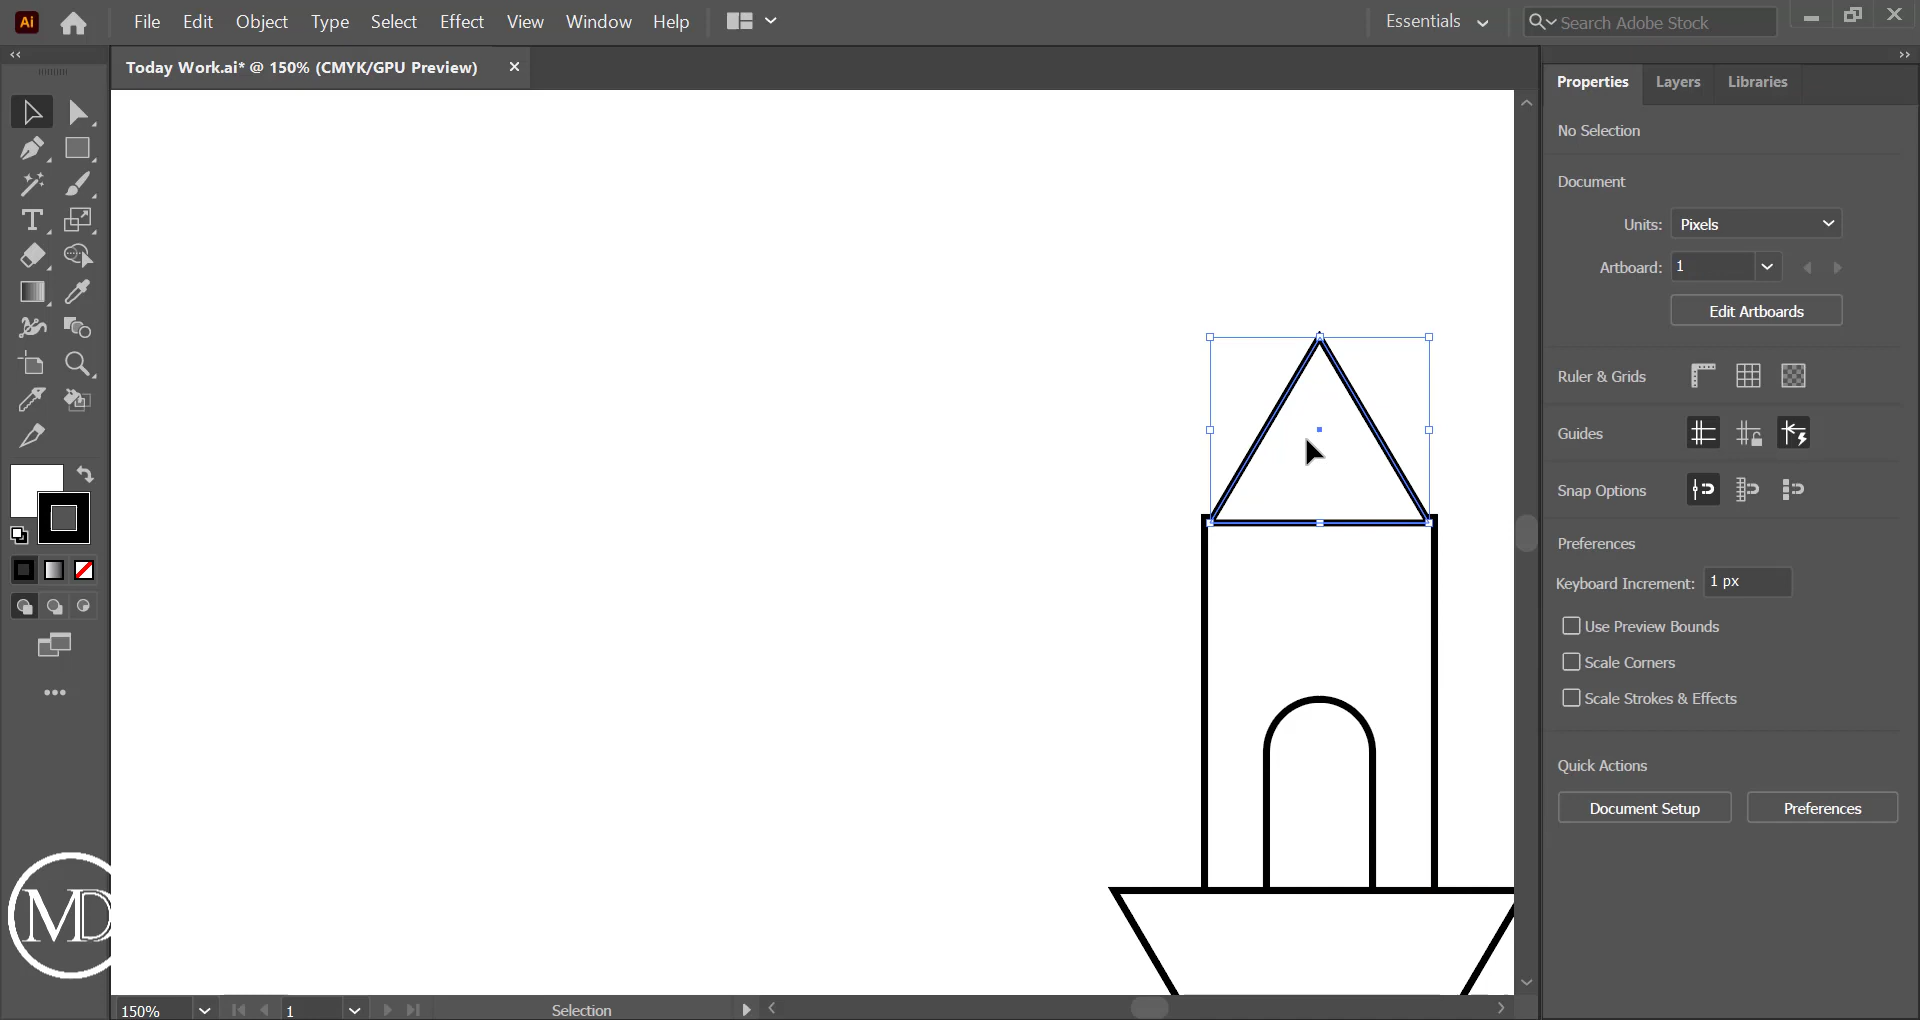 Ai File Edit Object Type Select Effect View Window Help Essentials Search Adobe Stock
Today Work.ai* @ 150% (CMYK/GPU Preview)
Properties Layers Libraries
No Selection
Document
Units: Pixels
Artboard: 1
Edit Artboards
Ruler & Grids
Guides
Snap Options
Preferences
Keyboard Increment: 1 px
Use Preview Bounds
Scale Corners
Scale Strokes & Effects
Quick Actions
Document Setup Preferences
MD
150% 1 Selection